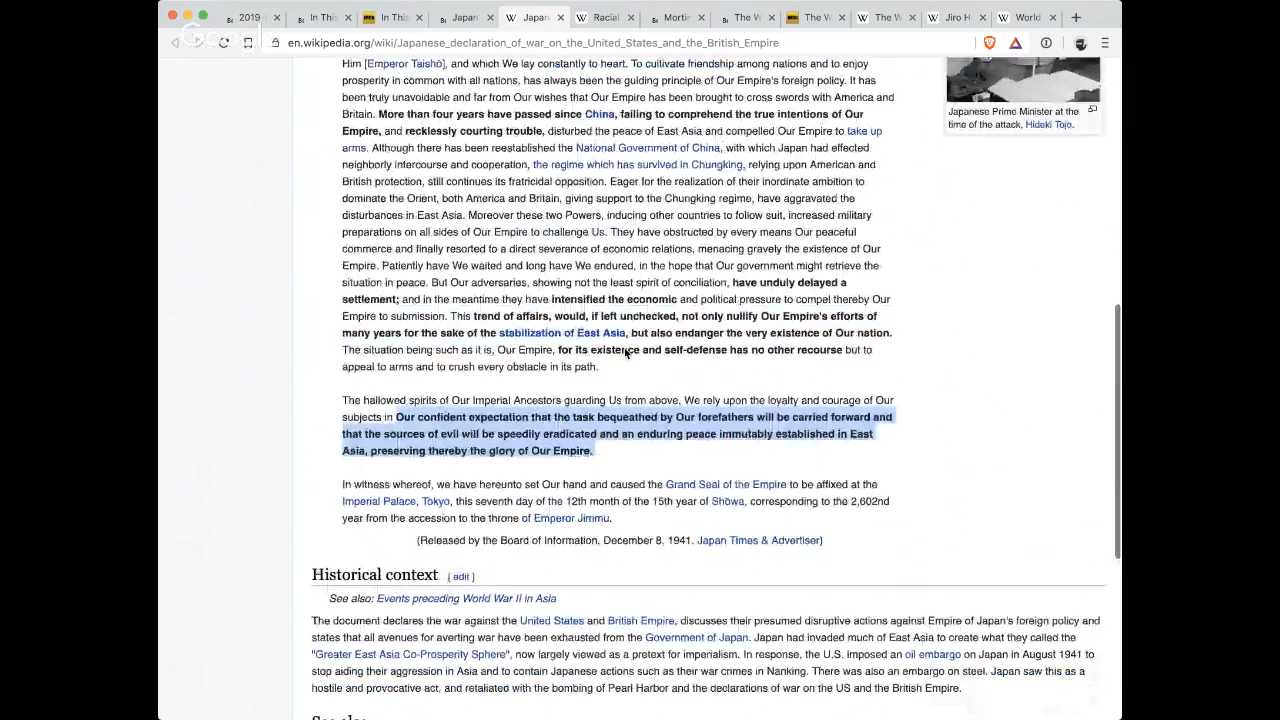 2019-
In This
In This
Japan'
Japan
Racial
Mortin
The W
The W
The W
Jiro H
World
en.wikipedia.org/wiki/Japanese_declaration_of_war_on_the_United_States_and_the_British_Empire
Him [Emperor Taishō], and which We lay constantly to heart. To cultivate friendship among nations and to enjoy
prosperity in common with all nations, has always been the guiding principle of Our Empire's foreign policy. It has
been truly unavoidable and far from Our wishes that Our Empire has been brought to cross swords with America and
Britain. More than four years have passed since China, failing to comprehend the true intentions of Our
Empire, and recklessly courting trouble, disturbed the peace of East Asia and compelled Our Empire to take up
arms. Although there has been reestablished the National Government of China, with which Japan had effected
neighborly intercourse and cooperation, the regime which has survived in Chungking, relying upon American and
British protection, still continues its fratricidal opposition. Eager for the realization of their inordinate ambition to
dominate the Orient, both America and Britain, giving support to the Chungking regime, have aggravated the
disturbances in East Asia. Moreover these two Powers, inducing other countries to follow suit, increased military
preparations on all sides of Our Empire to challenge Us. They have obstructed by every means Our peaceful
commerce and finally resorted to a direct severance of economic relations, menacing gravely the existence of Our
Empire. Patiently have We waited and long have We endured, in the hope that Our government might retrieve the
situation in peace. But Our adversaries, showing not the least spirit of conciliation, have unduly delayed a
settlement; and in the meantime they have intensified the economic and political pressure to compel thereby Our
Empire to submission. This trend of affairs, would, if left unchecked, not only nullify Our Empire's efforts of
many years for the sake of the stabilization of East Asia, but also endanger the very existence of Our nation.
The situation being such as it is, Our Empire, for its existence and self-defense has no other recourse but to
appeal to arms and to crush every obstacle in its path.
The hallowed spirits of Our Imperial Ancestors guarding Us from above, We rely upon the loyalty and courage of Our
subjects in Our confident expectation that the task bequeathed by Our forefathers will be carried forward and
that the sources of evil will be speedily eradicated and an enduring peace immutably established in East
Asia, preserving thereby the glory of Our Empire.
In witness whereof, we have hereunto set Our hand and caused the Grand Seal of the Empire to be affixed at the
Imperial Palace, Tokyo, this seventh day of the 12th month of the 15th year of Shōwa, corresponding to the 2,602nd
year from the accession to the throne of Emperor Jimmu.
(Released by the Board of Information, December 8, 1941. Japan Times & Advertiser)
Japanese Prime Minister at the
time of the attack, Hideki Tojo.
Historical context [ edit ]
See also: Events preceding World War II in Asia
The document declares the war against the United States and British Empire, discusses their presumed disruptive actions against Empire of Japan's foreign policy and
states that all avenues for averting war have been exhausted from the Government of Japan. Japan had invaded much of East Asia to create what they called the
"Greater East Asia Co-Prosperity Sphere", now largely viewed as a pretext for imperialism. In response, the U.S. imposed an oil embargo on Japan in August 1941 to
stop aiding their aggression in Asia and to contain Japanese actions such as their war crimes in Nanking. There was also an embargo on steel. Japan saw this as a
hostile and provocative act, and retaliated with the bombing of Pearl Harbor and the declarations of war on the US and the British Empire.